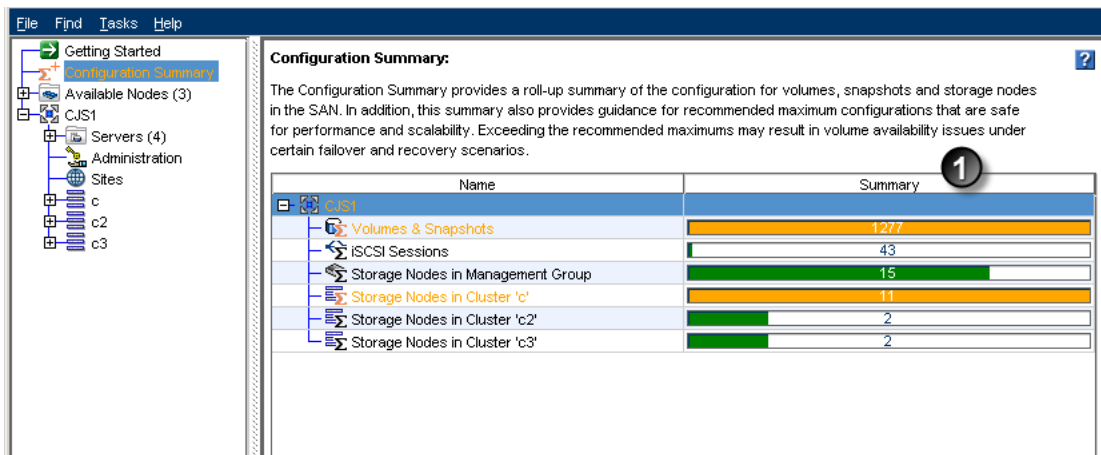 File Find Tasks Help
Getting Started
Configuration Summary
Available Nodes (3)
CJS1
Servers (4)
Administration
Sites
c
c2
c3
Configuration Summary:
?
The Configuration Summary provides a roll-up summary of the configuration for volumes, snapshots and storage nodes
in the SAN. In addition, this summary also provides guidance for recommended maximum configurations that are safe
for performance and scalability. Exceeding the recommended maximums may result in volume availability issues under
certain failover and recovery scenarios.
1
Name Summary
CJS1
Volumes & Snapshots 1277
iSCSI Sessions 43
Storage Nodes in Management Group 15
Storage Nodes in Cluster 'c' 11
Storage Nodes in Cluster 'c2' 2
Storage Nodes in Cluster 'c3' 2